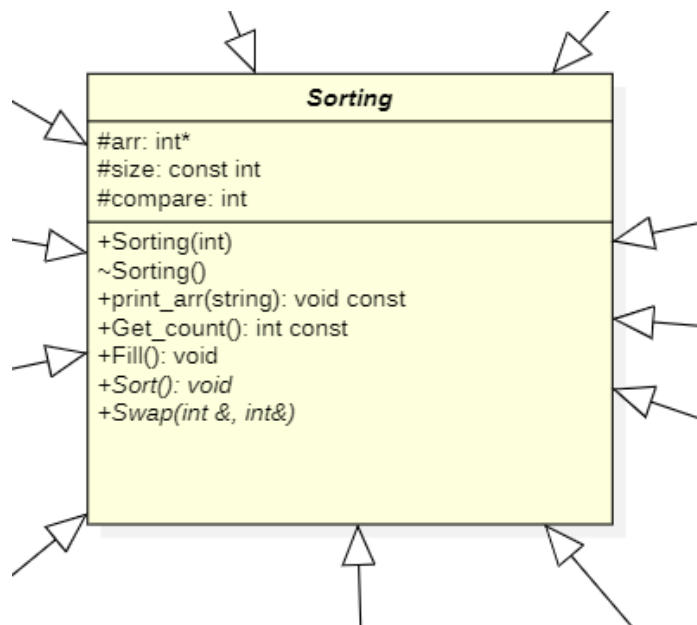 Sorting
#arr: int*
#size: const int
#compare: int
+Sorting(int)
~Sorting()
+print_arr(string): void const
+Get_count(): int const
+Fill(): void
+Sort(): void
+Swap(int &, int&)